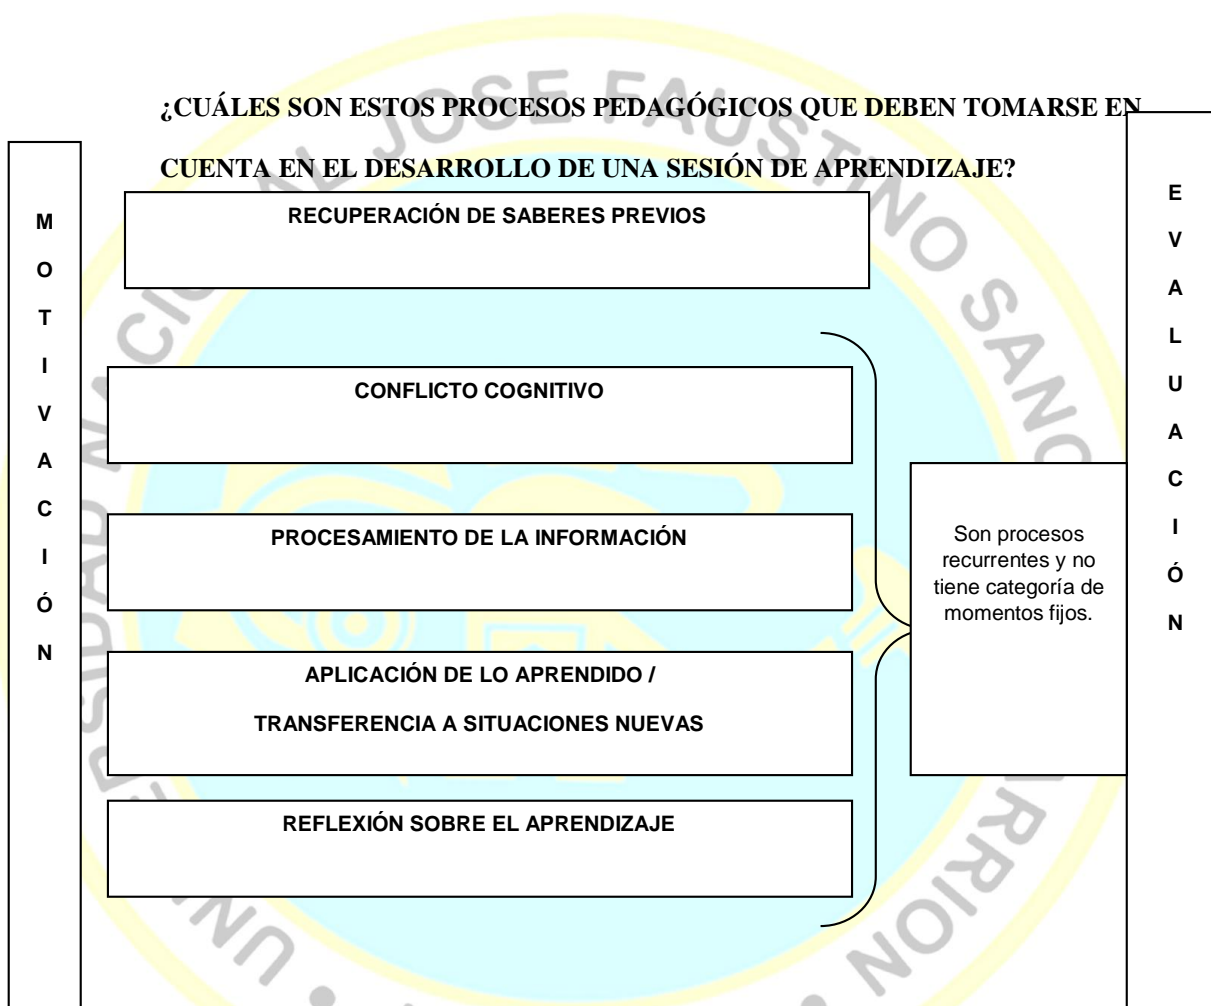 ¿CUÁLES SON ESTOS PROCESOS PEDAGÓGICOS QUE DEBEN TOMARSE EN
CUENTA EN EL DESARROLLO DE UNA SESIÓN DE APRENDIZAJE?
M
O
T
I
V
A
C
I
Ó
N
RECUPERACIÓN DE SABERES PREVIOS
CONFLICTO COGNITIVO
PROCESAMIENTO DE LA INFORMACIÓN
APLICACIÓN DE LO APRENDIDO /
TRANSFERENCIA A SITUACIONES NUEVAS
REFLEXIÓN SOBRE EL APRENDIZAJE
Son procesos
recurrentes y no
tiene categoría de
momentos fijos.
E
V
A
L
U
A
C
I
Ó
N
JOSE FAUSTINO